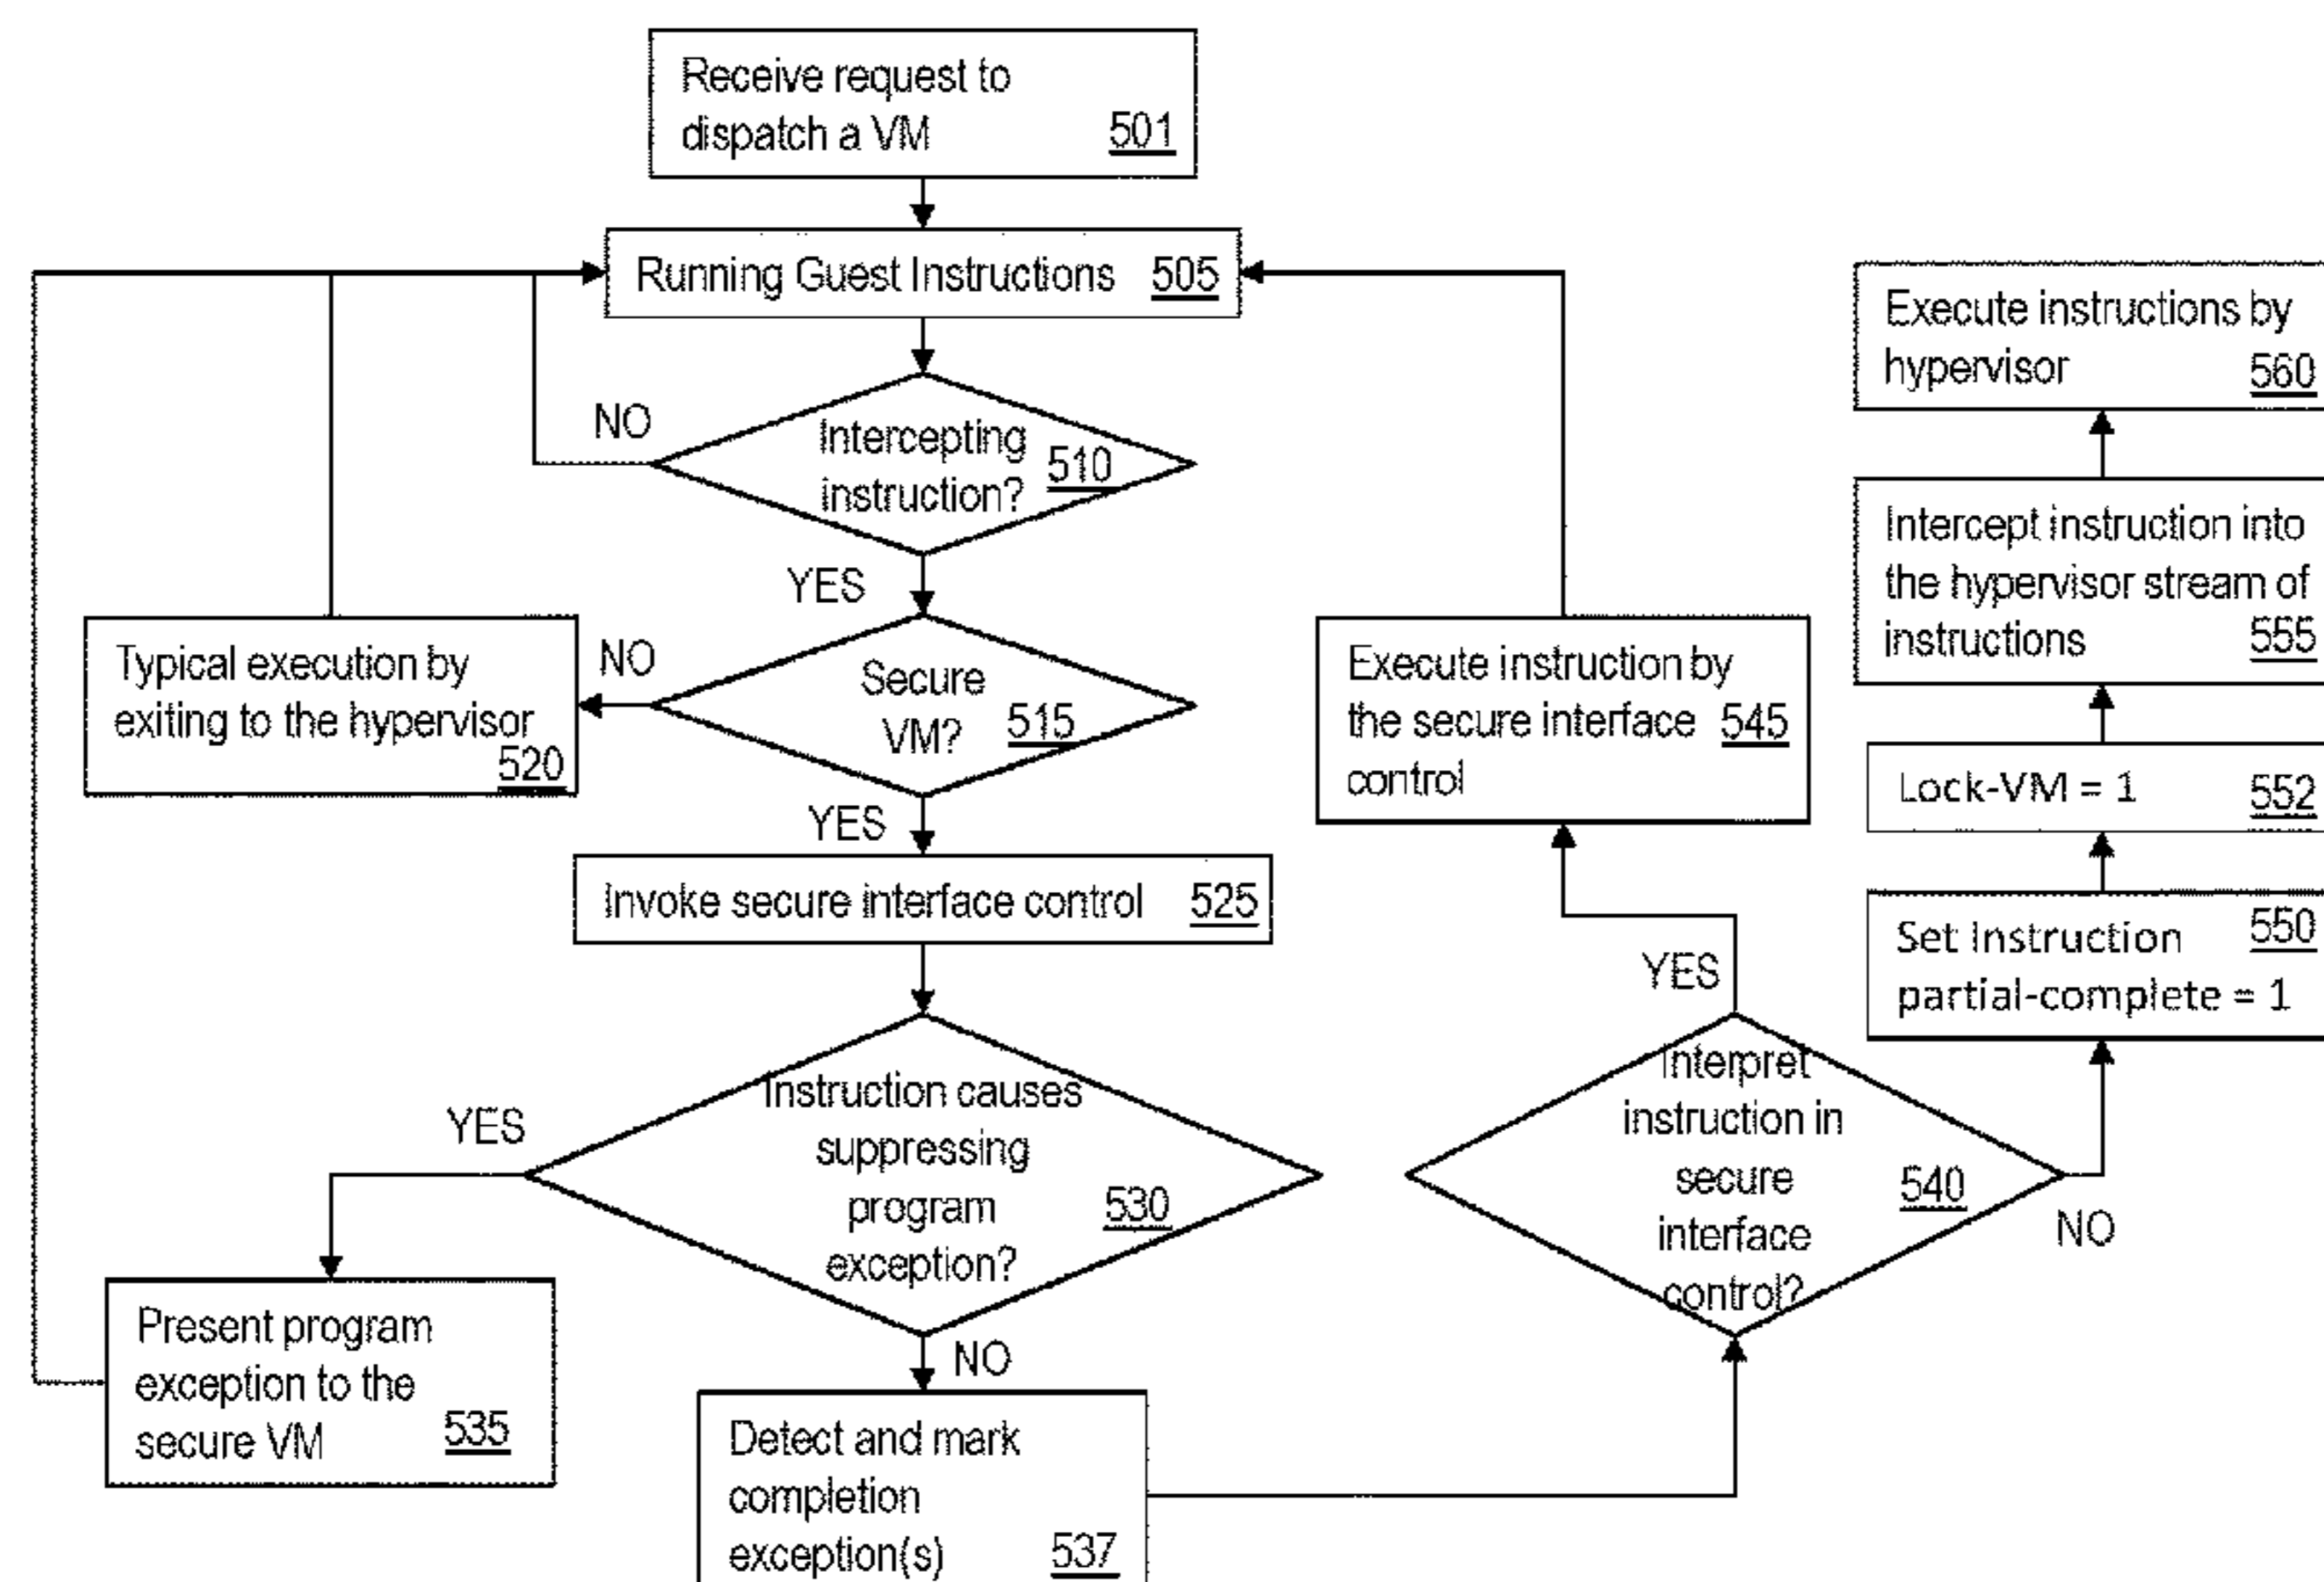 Receive request to
dispatch a VM 501
Running Guest Instructions 505
NO
Intercepting
instruction? 510
YES
Typical execution by
exiting to the hypervisor
520
NO
Secure
VM? 515
YES
Invoke secure interface control 525
YES
Instruction causes
suppressing
program
exception? 530
Present program
exception to the
secure VM 535
NO
Detect and mark
completion
exception(s) 537
Interpret
instruction in
secure
interface
control? 540
YES
Execute instruction by
the secure interface
control 545
NO
Set Instruction
partial-complete = 1 550
Lock-VM = 1 552
Intercept instruction into
the hypervisor stream of
instructions 555
Execute instructions by
hypervisor 560